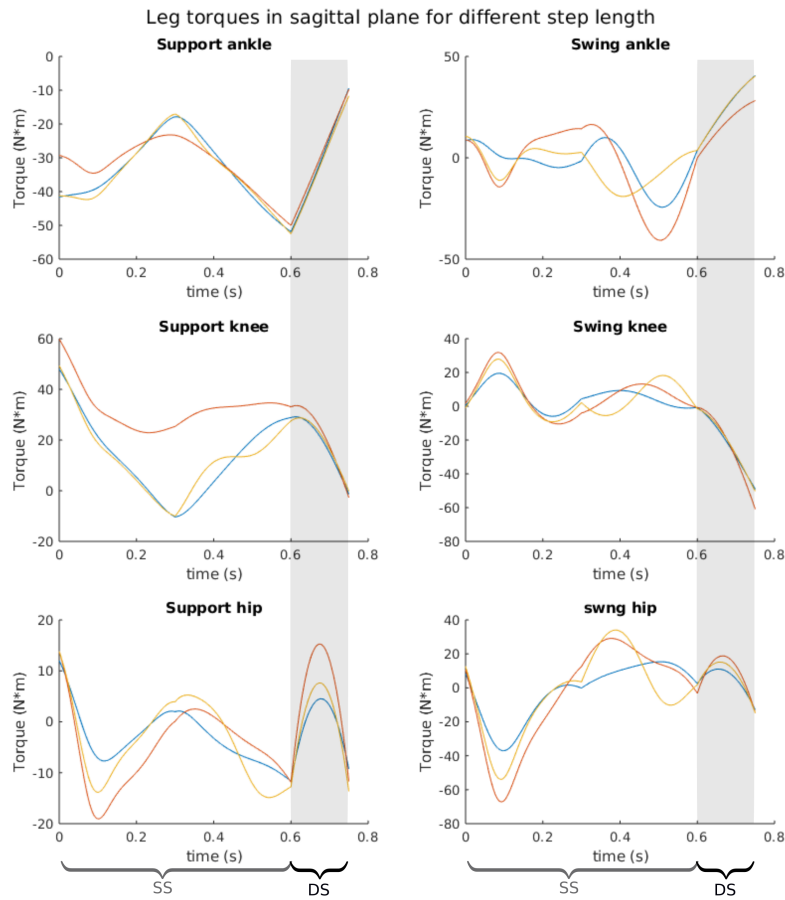 Leg torques in sagittal plane for different step length
Support ankle
Torque (N*m)
0
-10
-20
-30
-40
-50
-60
0 0.2 0.4 0.6 0.8
time (s)
Swing ankle
Torque (N*m)
50
0
-50
0 0.2 0.4 0.6 0.8
time (s)
Support knee
Torque (N*m)
60
40
20
0
-20
0 0.2 0.4 0.6 0.8
time (s)
Swing knee
Torque (N*m)
40
20
0
-20
-40
-60
-80
0 0.2 0.4 0.6 0.8
time (s)
Support hip
Torque (N*m)
20
10
0
-10
-20
0 0.2 0.4 0.6 0.8
time (s)
SS DS
swng hip
Torque (N*m)
40
20
0
-20
-40
-60
-80
0 0.2 0.4 0.6 0.8
time (s)
SS DS